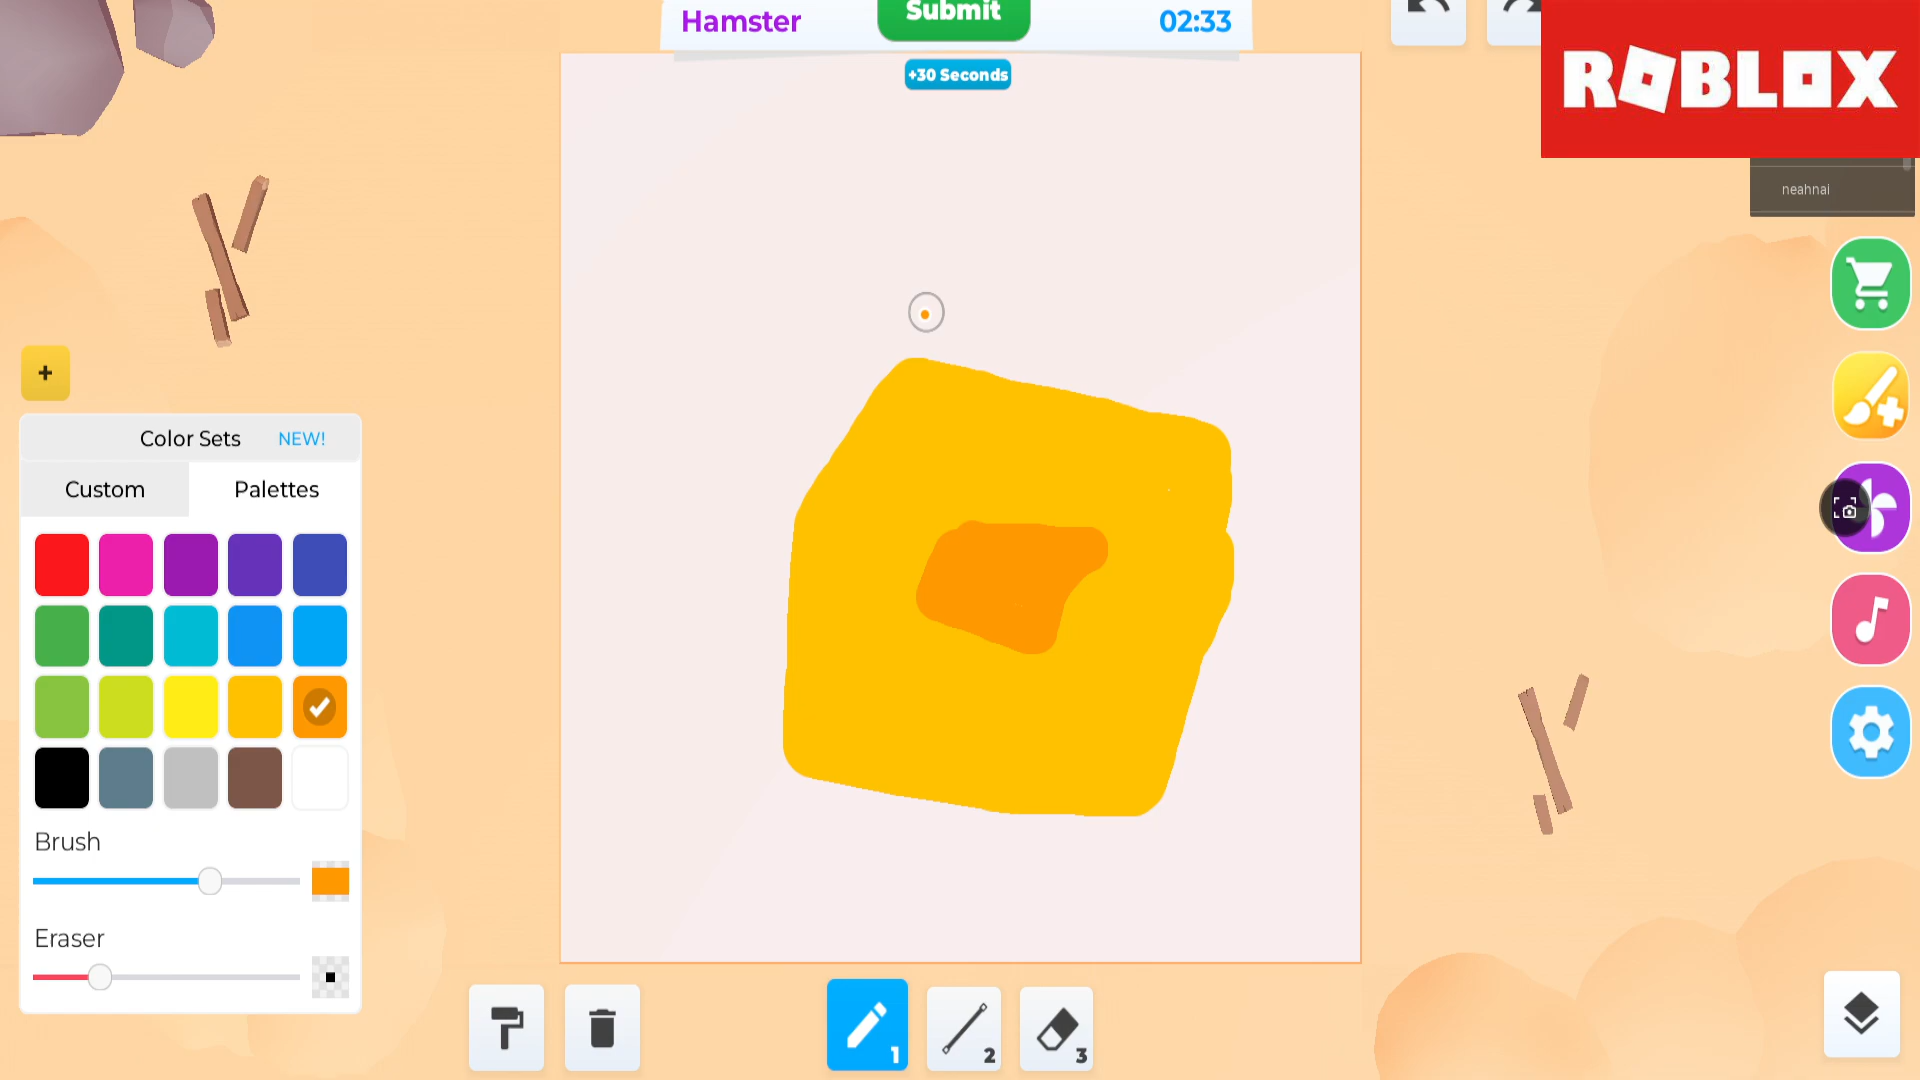 Hamster
Submit
02:33
+30 Seconds
ROBLOX
neahnai
+
Color Sets
NEW!
Custom
Palettes
Brush
Eraser
1
2
3